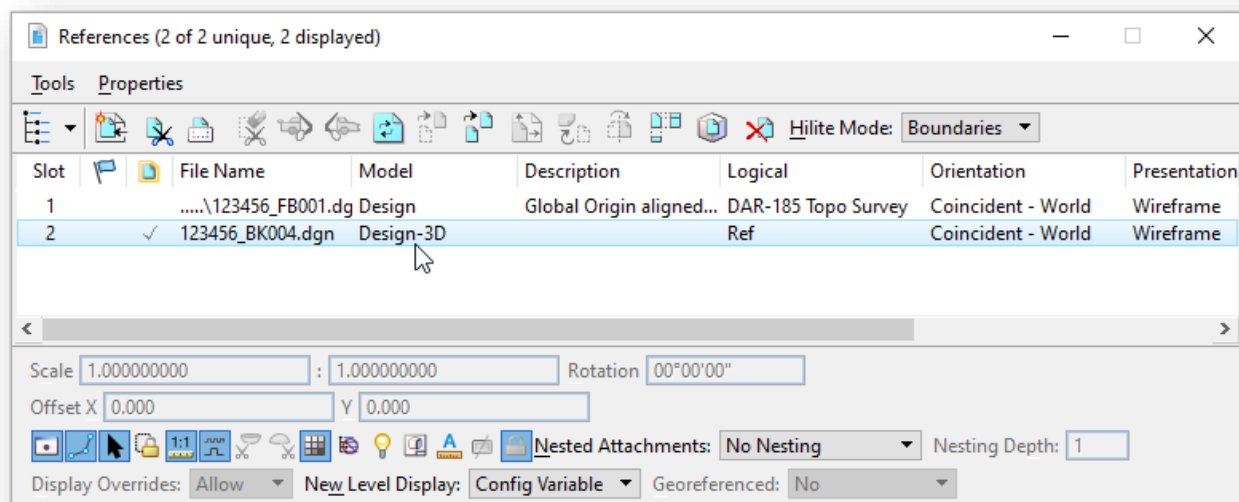 References (2 of 2 unique, 2 displayed)
Tools Properties
Hilite Mode: Boundaries
Slot File Name Model Description Logical Orientation Presentation
1 .....\123456_FB001.dg Design Global Origin aligned... DAR-185 Topo Survey Coincident - World Wireframe
2 123456_BK004.dgn Design-3D Ref Coincident - World Wireframe
Scale 1.000000000 : 1.000000000 Rotation 00°00'00"
Offset X 0.000 Y 0.000
1:1 A Nested Attachments: No Nesting Nesting Depth: 1
Display Overrides: Allow New Level Display: Config Variable Georeferenced: No